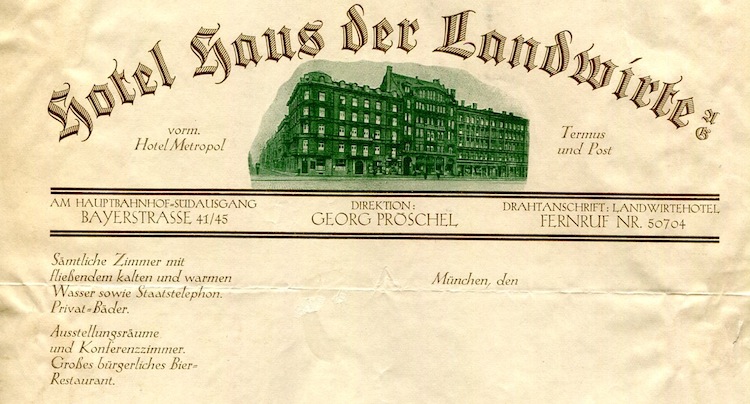 Hotel Haus der Landwirte A G
vorm.
Hotel Metropol
Termus
und Post
AM HAUPTBAHNHOF-SÜDAUSGANG
BAYERSTRASSE 41/45
DIREKTION:
GEORG PRÖSCHEL
DRAHTANSCHRIFT: LANDWIRTEHOTEL
FERNRUF NR. 50704
Sämtliche Zimmer mit
fließendem kalten und warmen
Wasser sowie Staatstelephon.
Privat-Bäder.
München, den
Ausstellungsräume
und Konferenzzimmer.
Großes bürgerliches Bier-
Restaurant.